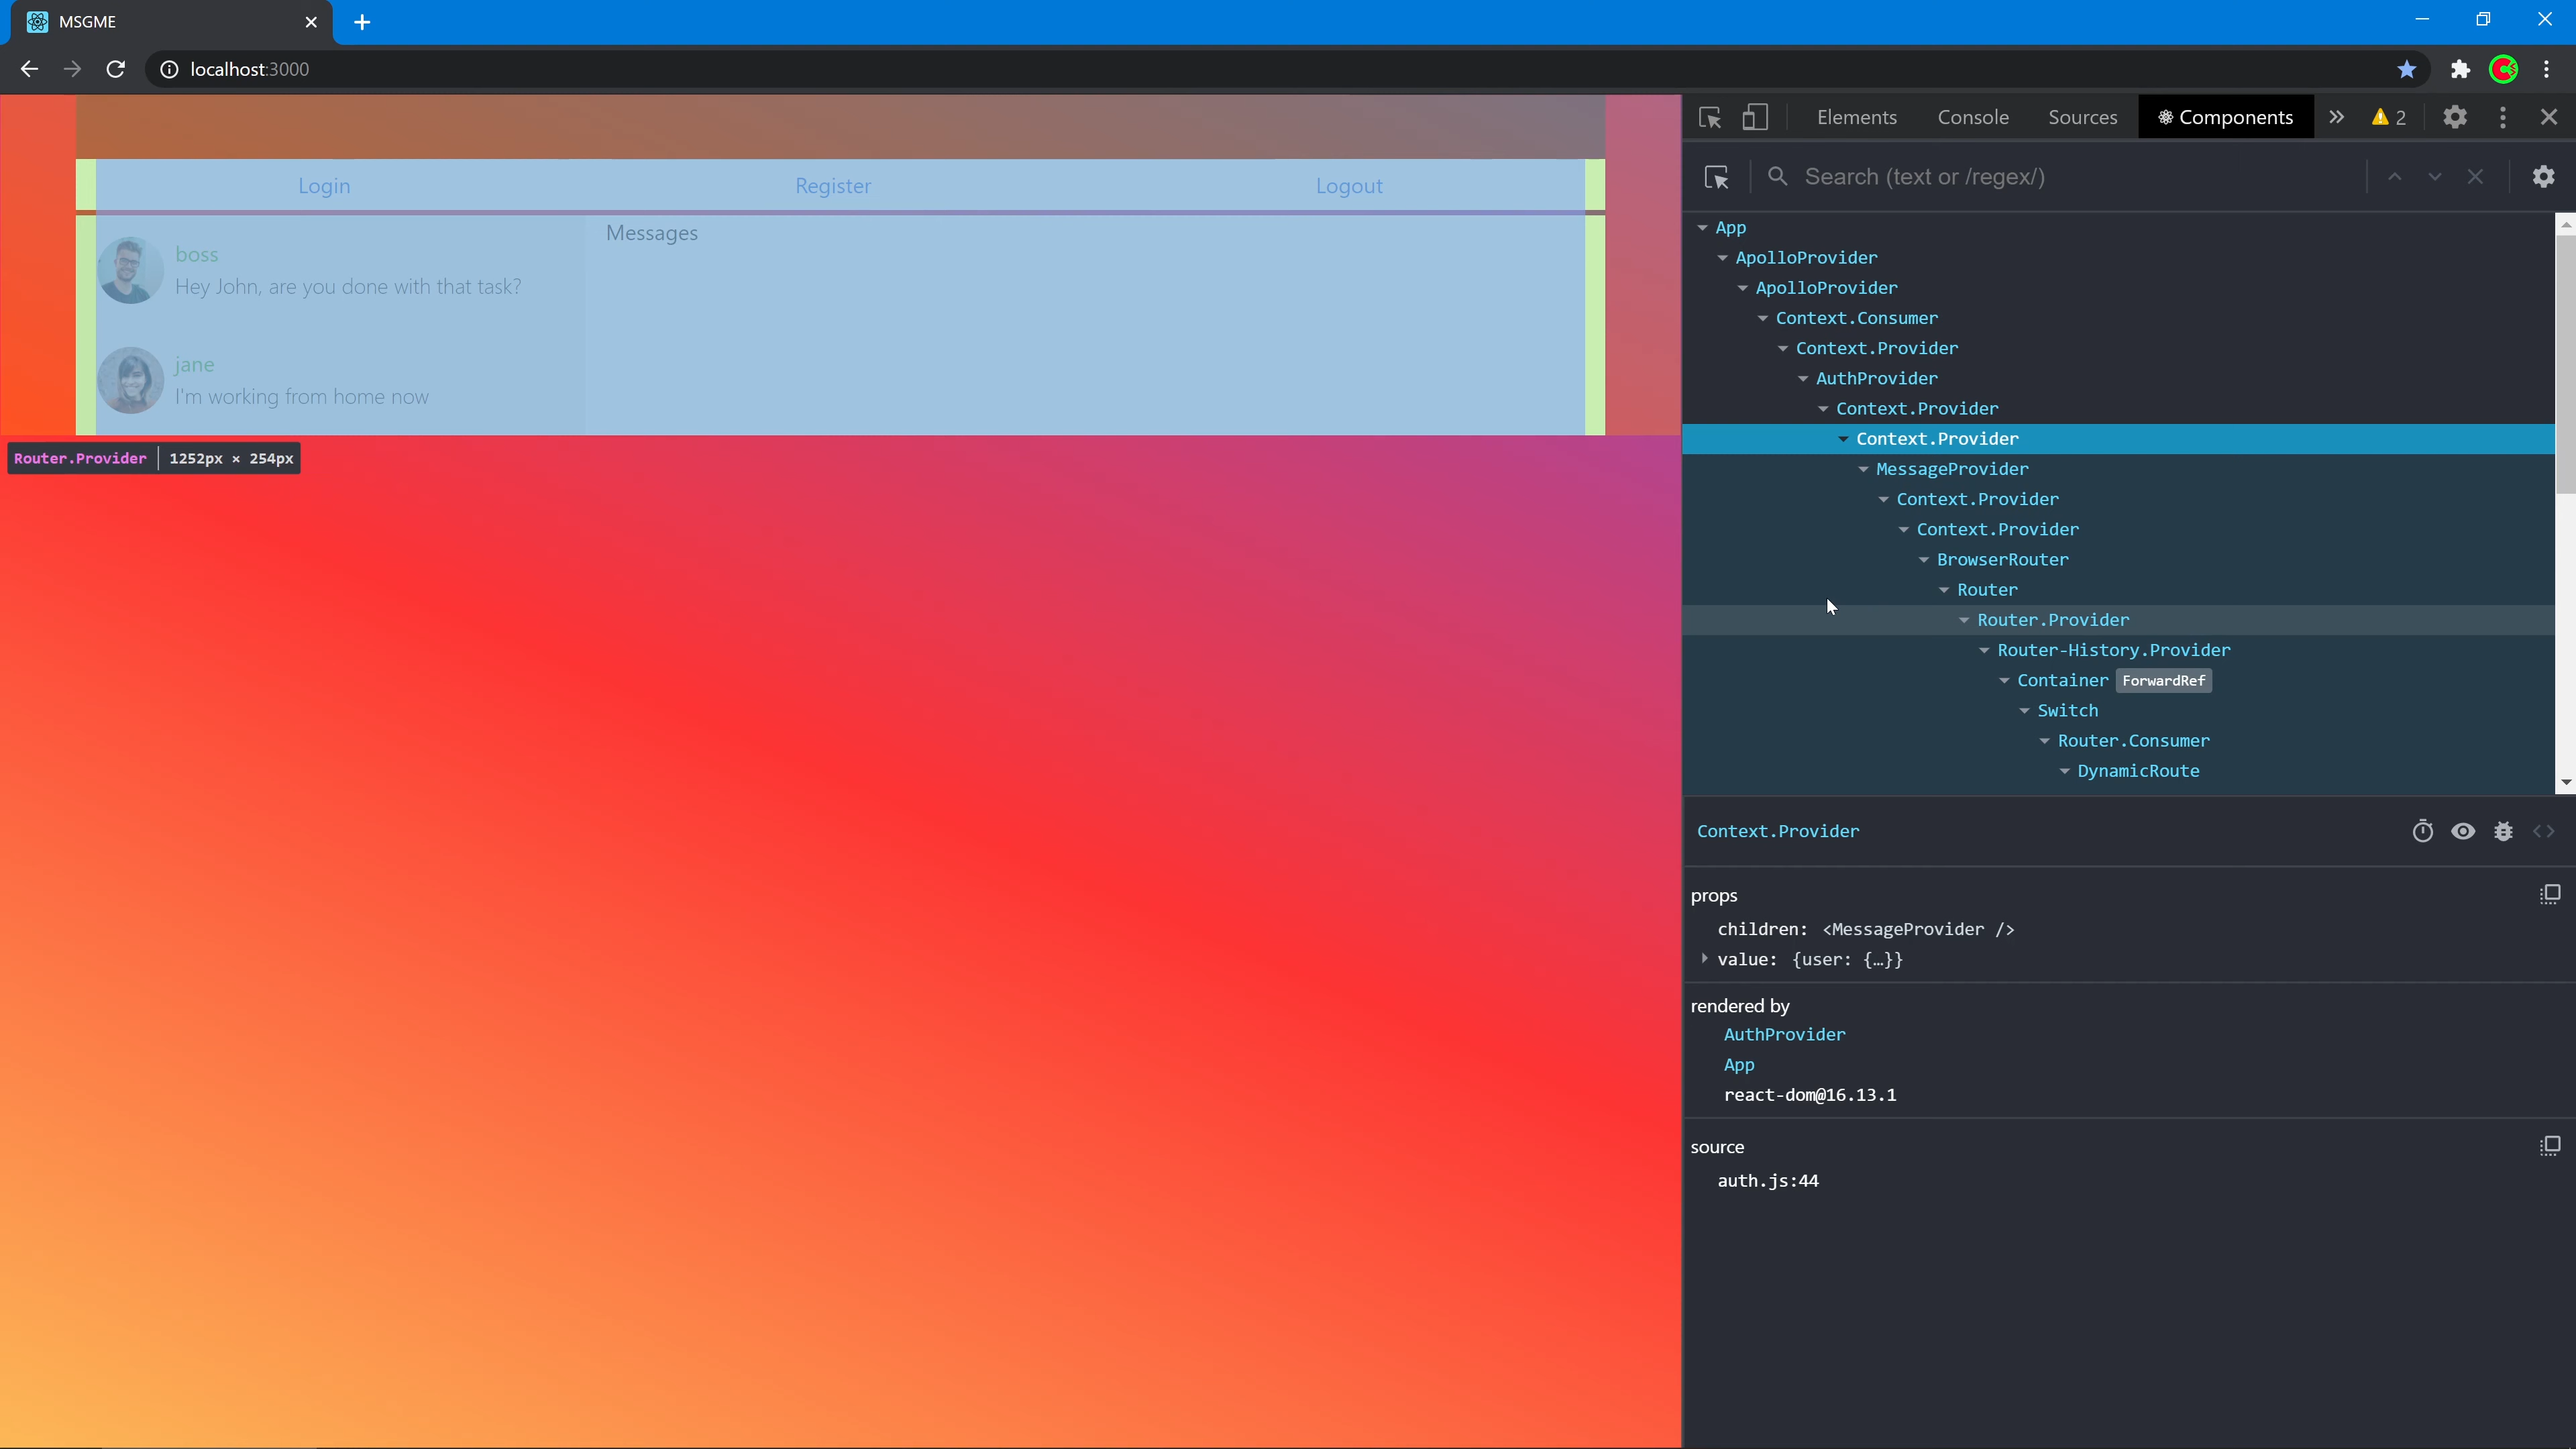 MSGME
localhost:3000
Login Register Logout
boss
Hey John, are you done with that task?
jane
I'm working from home now
Messages
Router.Provider 1252px × 254px
Elements Console Sources Components 2
Search (text or /regex/)
App
ApolloProvider
ApolloProvider
Context.Consumer
Context.Provider
AuthProvider
Context.Provider
Context.Provider
MessageProvider
Context.Provider
Context.Provider
BrowserRouter
Router
Router.Provider
Router-History.Provider
Container ForwardRef
Switch
Router.Consumer
DynamicRoute
Context.Provider
props
children: <MessageProvider />
value: {user: {…}}
rendered by
AuthProvider
App
react-dom@16.13.1
source
auth.js:44